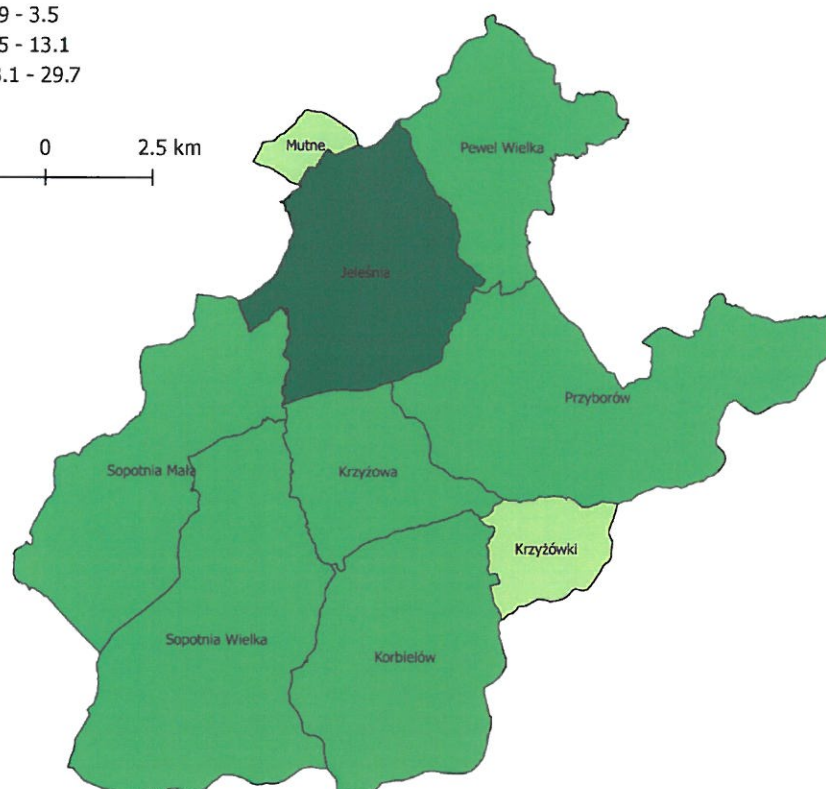 9 - 3.5
5 - 13.1
3.1 - 29.7
0 2.5 km
Mutne
Pewel Wielka
Jeleśnia
Przyborów
Sopotnia Mała
Krzyżowa
Krzyżówki
Sopotnia Wielka
Korbielów